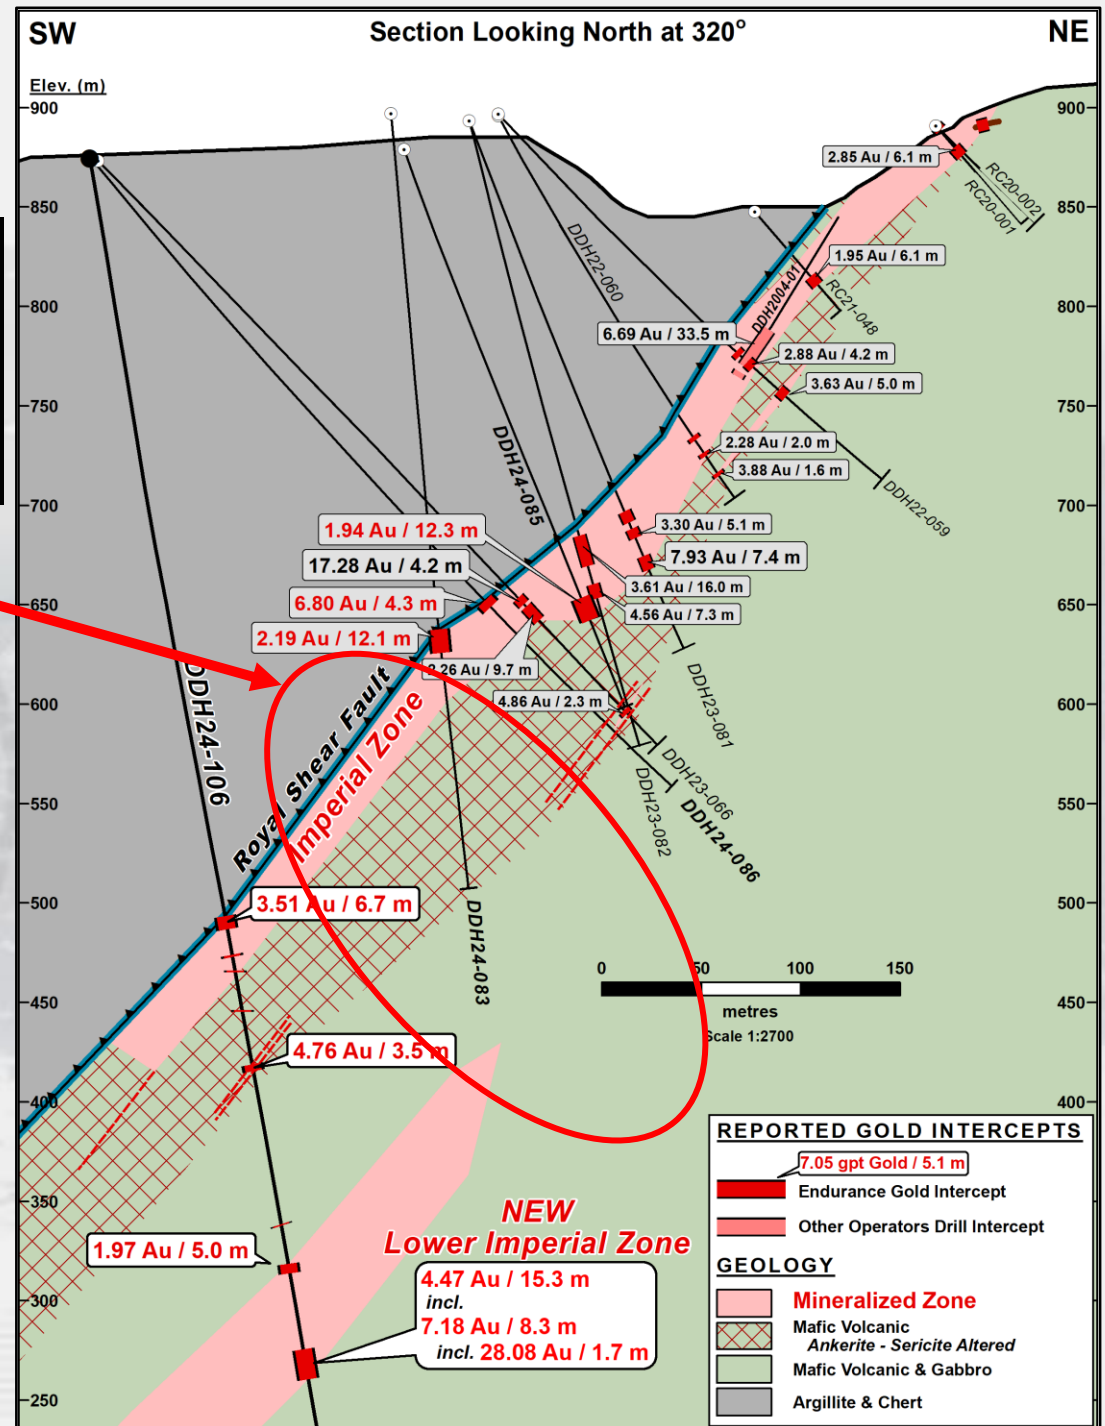 SW
Section Looking North at 320°
NE
Elev. (m)
900
900
2.85 Au / 6.1 m
RC20-002
RC20-001
850
850
DDH22-060
1.95 Au / 6.1 m
DDH2004-01
RC21-048
800
800
6.69 Au / 33.5 m
2.88 Au / 4.2 m
3.63 Au / 5.0 m
750
750
DDH24-085
2.28 Au / 2.0 m
3.88 Au / 1.6 m
DDH22-059
700
700
1.94 Au / 12.3 m
3.30 Au / 5.1 m
17.28 Au / 4.2 m
7.93 Au / 7.4 m
3.61 Au / 16.0 m
6.80 Au / 4.3 m
650
650
4.56 Au / 7.3 m
2.19 Au / 12.1 m
2.26 Au / 9.7 m
DDH24-106
4.86 Au / 2.3 m
600
600
DDH23-081
Royal Shear Fault
Imperial Zone
DDH23-066
DDH24-086
DDH23-082
550
550
500
500
3.51 Au / 6.7 m
DDH24-083
0 50 100 150
metres
Scale 1:2700
450
450
4.76 Au / 3.5 m
400
400
REPORTED GOLD INTERCEPTS
7.05 gpt Gold / 5.1 m
Endurance Gold Intercept
Other Operators Drill Intercept
GEOLOGY
Mineralized Zone
Mafic Volcanic
Ankerite - Sericite Altered
Mafic Volcanic & Gabbro
Argillite & Chert
350
NEW
Lower Imperial Zone
1.97 Au / 5.0 m
4.47 Au / 15.3 m
incl.
7.18 Au / 8.3 m
incl. 28.08 Au / 1.7 m
300
250